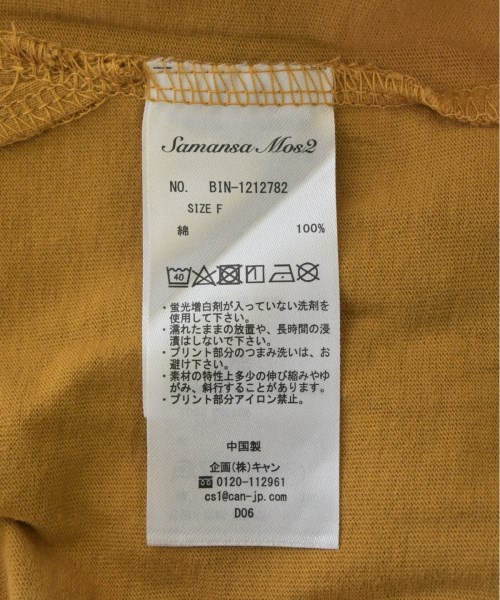 Samansa Mos2
NO. BIN-1212782
SIZE F
綿 100%
40
・蛍光増白剤が入っていない洗剤を
使用して下さい。
・濡れたままの放置や、長時間の浸
漬はしないで下さい。
・プリント部分のつまみ洗いは、お
避け下さい。
・素材の特性上多少の伸び縮みやゆ
がみ、斜行することがあります。
・プリント部分アイロン禁止。
中国製
企画(株)キャン
0120-112961
cs1@can-jp.com
D06